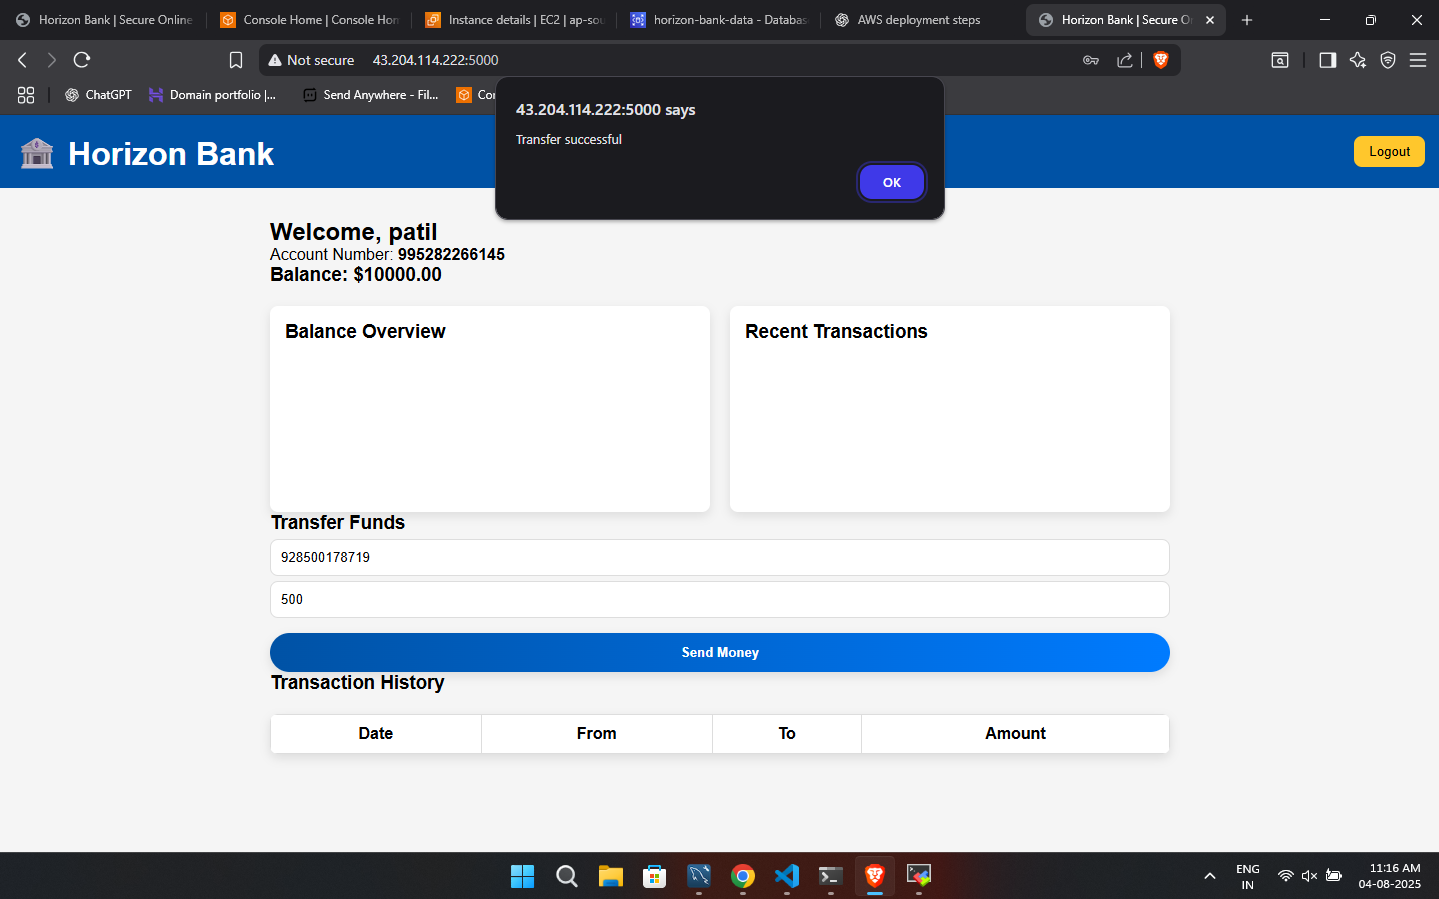 Horizon Bank | Secure Online
Console Home | Console Hon
Instance details | EC2 | ap-sou
horizon-bank-data - Databas
AWS deployment steps
Horizon Bank | Secure O
Not secure
43.204.114.222:5000
ChatGPT
Domain portfolio |...
Send Anywhere - Fil...
Co
43.204.114.222:5000 says
Transfer successful
OK
Horizon Bank
Logout
Welcome, patil
Account Number: 995282266145
Balance: $10000.00
Balance Overview
Recent Transactions
Transfer Funds
928500178719
500
Send Money
Transaction History
Date From To Amount
ENG
IN
11:16 AM
04-08-2025